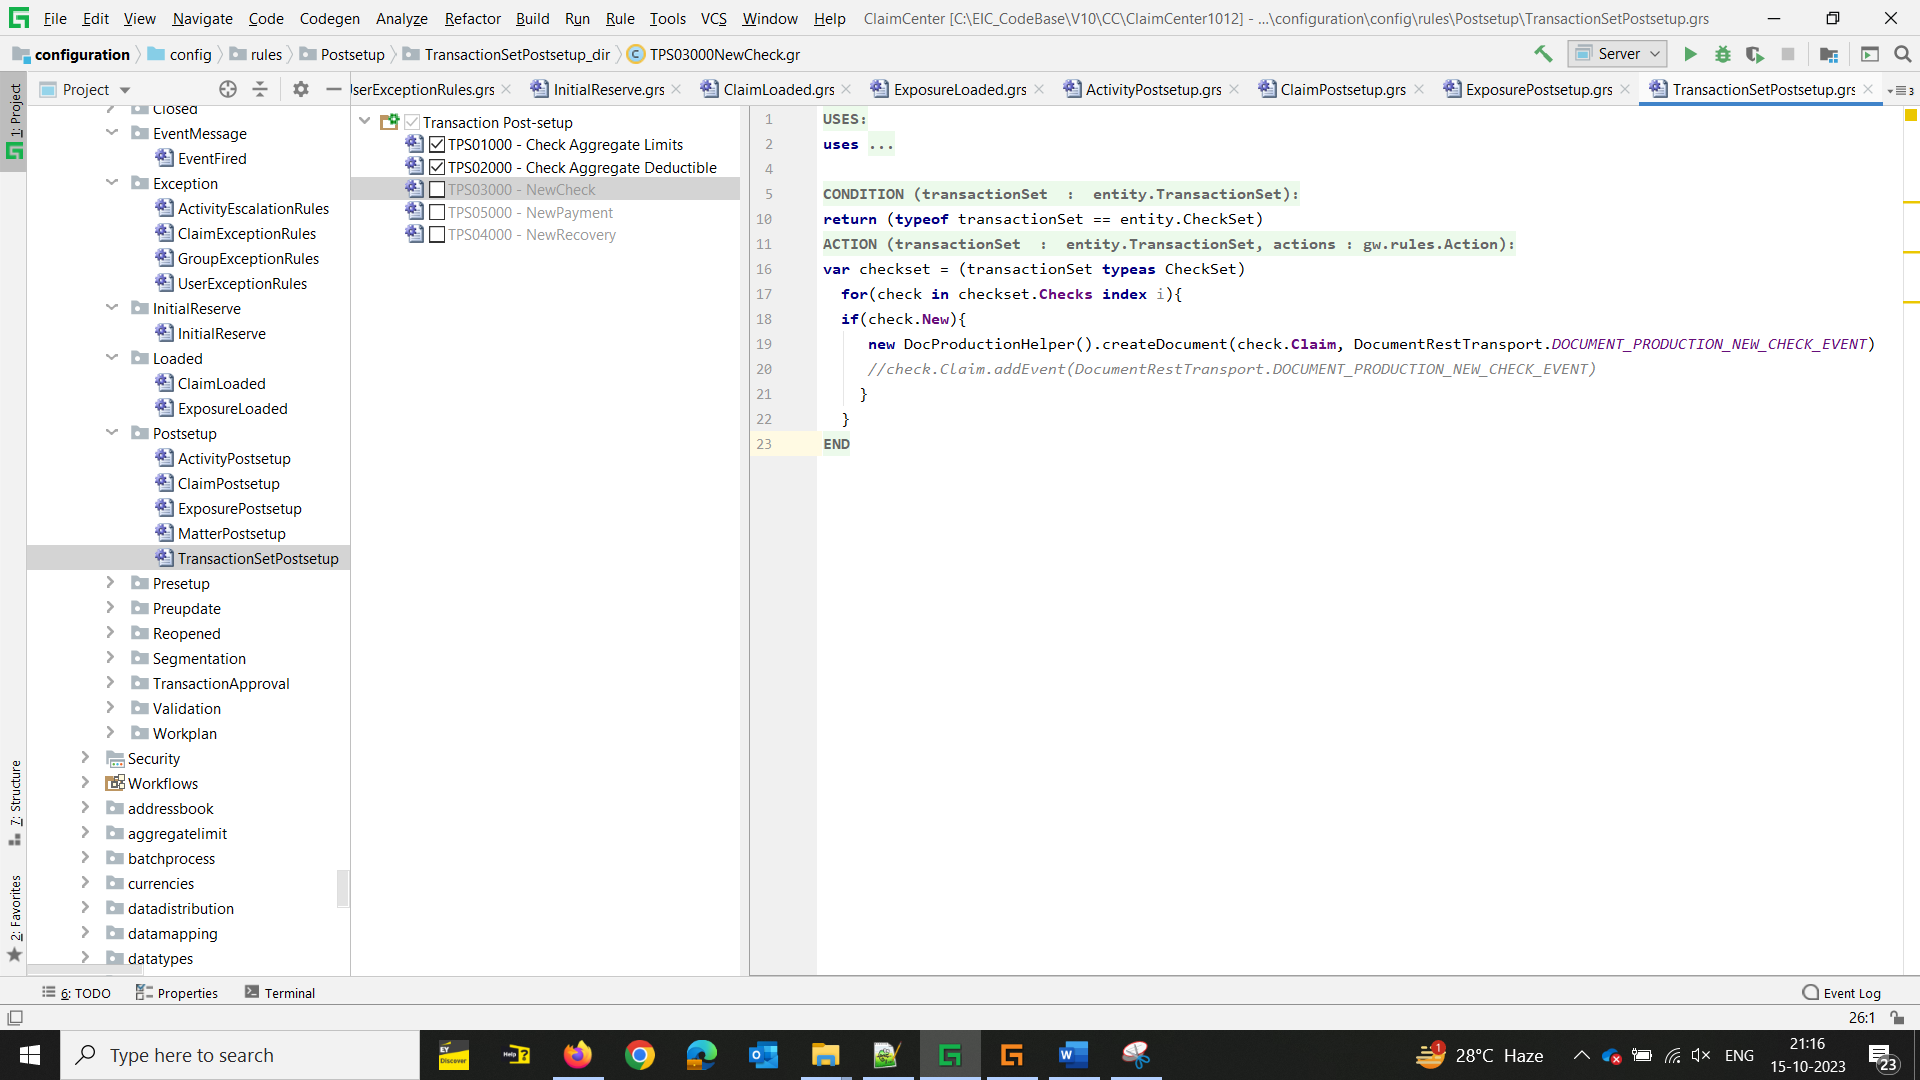 File Edit View Navigate Code Codegen Analyze Refactor Build Run Rule Tools VCS Window Help ClaimCenter [C:\EIC_CodeBase\V10\CC\ClaimCenter1012] - ...\configuration\config\rules\Postsetup\TransactionSetPostsetup.grs
configuration config rules Postsetup TransactionSetPostsetup_dir TPS03000NewCheck.gr Server
Project
serExceptionRules.grs InitialReserve.grs ClaimLoaded.grs ExposureLoaded.grs ActivityPostsetup.grs ClaimPostsetup.grs ExposurePostsetup.grs TransactionSetPostsetup.grs 3
1: Project
7: Structure
2: Favorites
Closed
EventMessage
EventFired
Exception
ActivityEscalationRules
ClaimExceptionRules
GroupExceptionRules
UserExceptionRules
InitialReserve
InitialReserve
Loaded
ClaimLoaded
ExposureLoaded
Postsetup
ActivityPostsetup
ClaimPostsetup
ExposurePostsetup
MatterPostsetup
TransactionSetPostsetup
Presetup
Preupdate
Reopened
Segmentation
TransactionApproval
Validation
Workplan
Security
Workflows
addressbook
aggregatelimit
batchprocess
currencies
datadistribution
datamapping
datatypes
Transaction Post-setup
TPS01000 - Check Aggregate Limits
TPS02000 - Check Aggregate Deductible
TPS03000 - NewCheck
TPS05000 - NewPayment
TPS04000 - NewRecovery
1 USES:
2 uses ...
4
5 CONDITION (transactionSet : entity.TransactionSet):
10 return (typeof transactionSet == entity.CheckSet)
11 ACTION (transactionSet : entity.TransactionSet, actions : gw.rules.Action):
16 var checkset = (transactionSet typeas CheckSet)
17 for(check in checkset.Checks index i){
18 if(check.New){
19 new DocProductionHelper().createDocument(check.Claim, DocumentRestTransport.DOCUMENT_PRODUCTION_NEW_CHECK_EVENT)
20 //check.Claim.addEvent(DocumentRestTransport.DOCUMENT_PRODUCTION_NEW_CHECK_EVENT)
21 }
22 }
23 END
6: TODO Properties Terminal Event Log
26:1
Type here to search EY Discover Help ? 1 28°C Haze ENG 21:16
15-10-2023 23